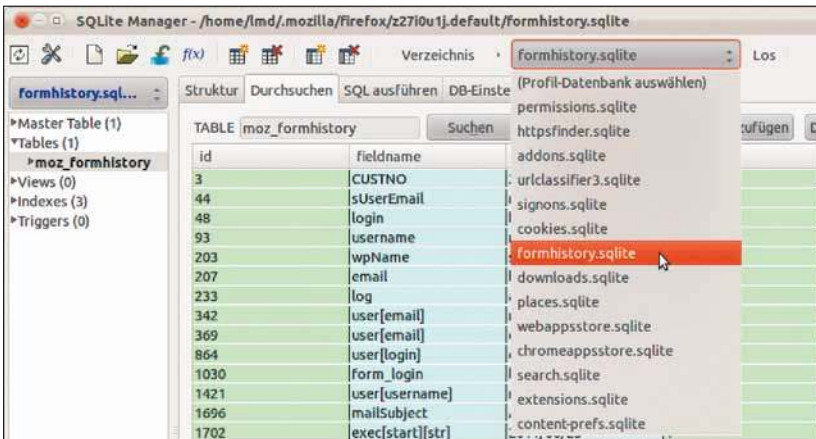 SQLite Manager - /home/lmd/.mozilla/firefox/z27i0u1j.default/formhistory.sqlite
f(x) Verzeichnis formhistory.sqlite Los
formhistory.sql...
Master Table (1)
Tables (1)
moz_formhistory
Views (0)
Indexes (3)
Triggers (0)
Struktur Durchsuchen SQL ausführen DB-Einste
TABLE moz_formhistory Suchen zufügen
id fieldname
3 CUSTNO
44 sUserEmail
48 login
93 username
203 wpName
207 email
233 log
342 user[email]
369 user[email]
864 user[login]
1030 form_login
1421 user[username]
1696 mailSubject
1702 exec[start][str]
(Profil-Datenbank auswählen)
permissions.sqlite
httpsfinder.sqlite
addons.sqlite
urlclassifier3.sqlite
signons.sqlite
cookies.sqlite
formhistory.sqlite
downloads.sqlite
places.sqlite
webappsstore.sqlite
chromeappsstore.sqlite
search.sqlite
extensions.sqlite
content-prefs.sqlite